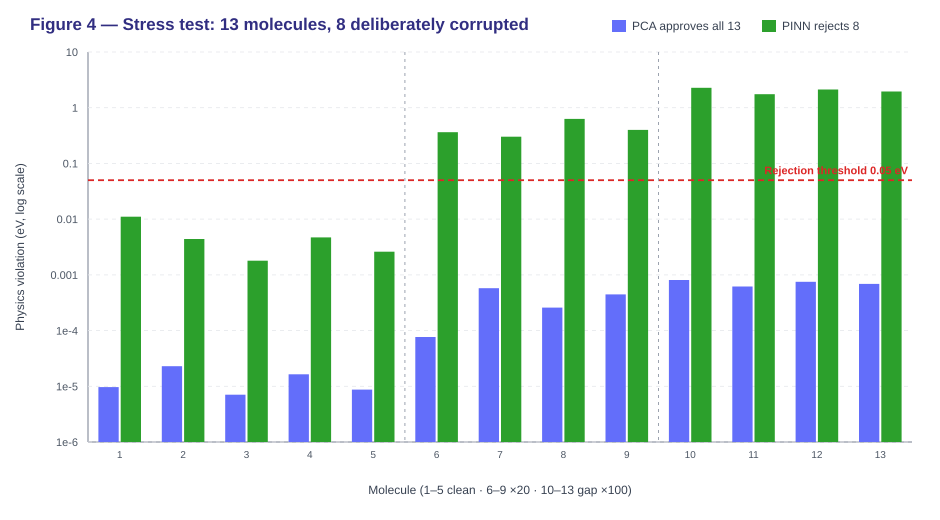 Figure 4 — Stress test: 13 molecules, 8 deliberately corrupted
PCA approves all 13
PINN rejects 8
Physics violation (eV, log scale)
10
1
0.1
0.01
0.001
1e-4
1e-5
1e-6
Rejection threshold 0.05 eV
1 2 3 4 5 6 7 8 9 10 11 12 13
Molecule (1–5 clean · 6–9 ×20 · 10–13 gap ×100)